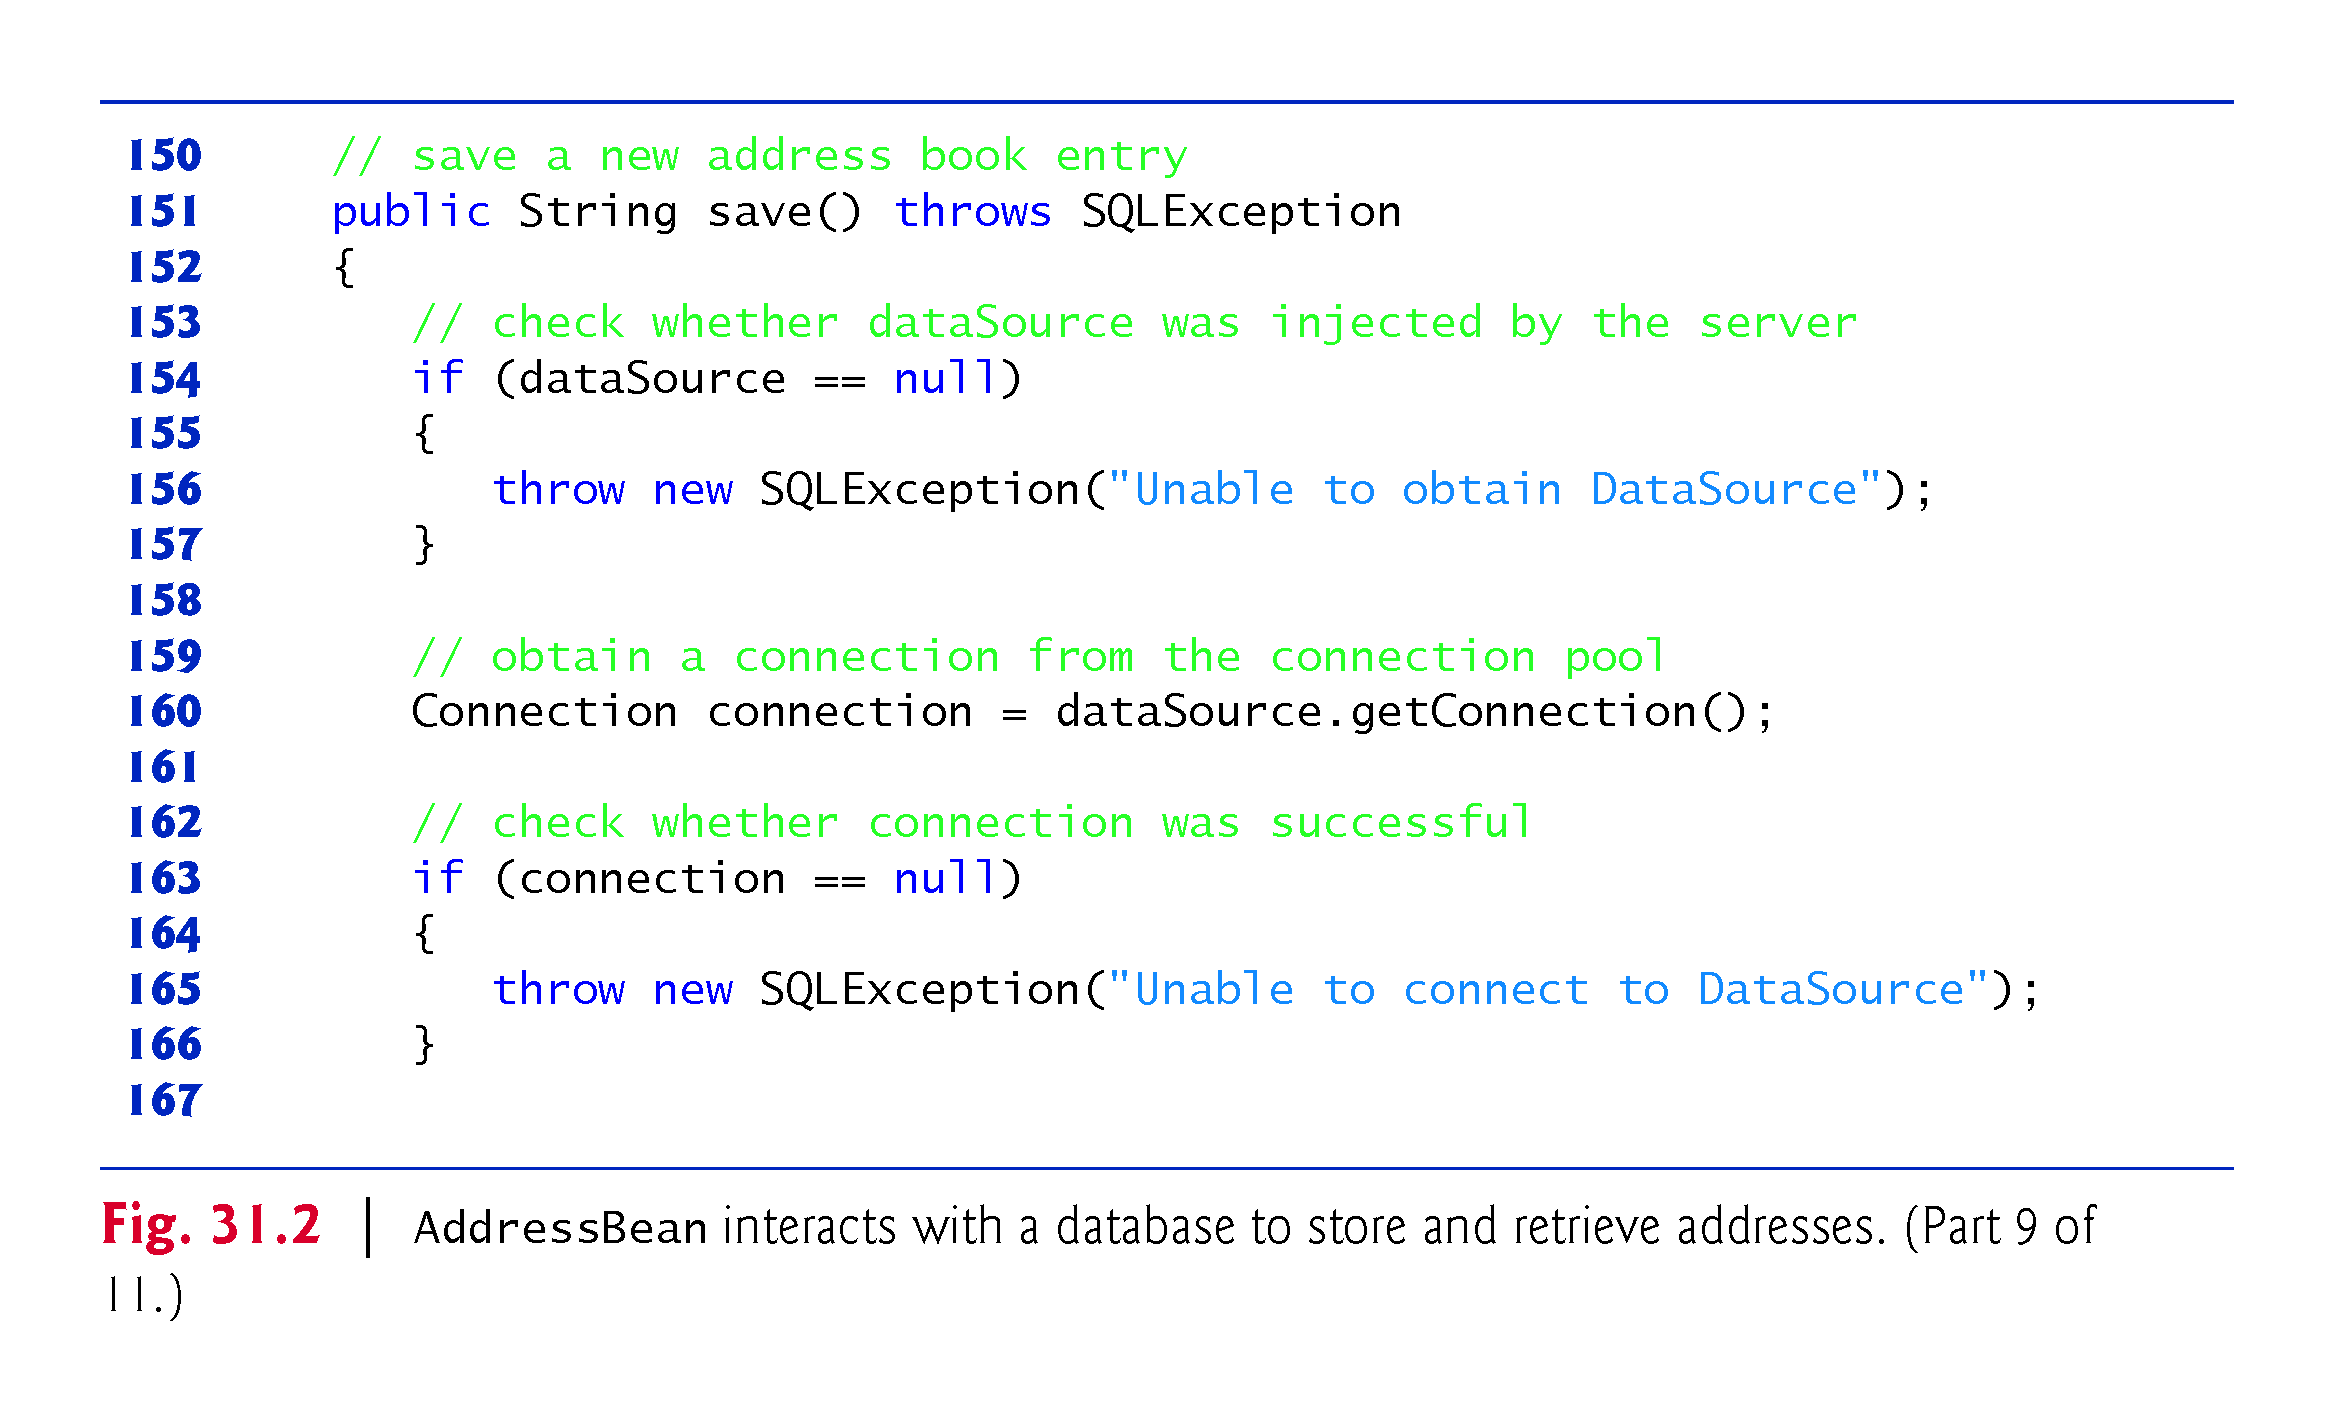 150 // save a new address book entry
151 public String save() throws SQLException
152 {
153 // check whether dataSource was injected by the server
154 if (dataSource == null)
155 {
156 throw new SQLException("Unable to obtain DataSource");
157 }
158
159 // obtain a connection from the connection pool
160 Connection connection = dataSource.getConnection();
161
162 // check whether connection was successful
163 if (connection == null)
164 {
165 throw new SQLException("Unable to connect to DataSource");
166 }
167
Fig. 31.2 | AddressBean interacts with a database to store and retrieve addresses. (Part 9 of
11.)